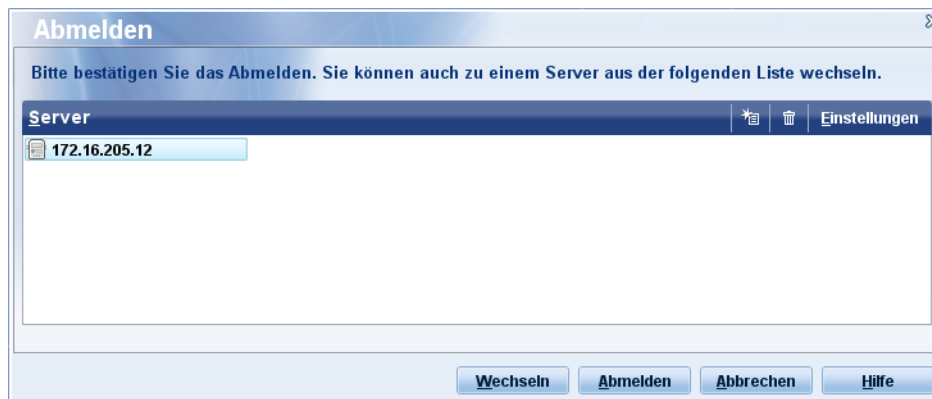 Abmelden
Bitte bestätigen Sie das Abmelden. Sie können auch zu einem Server aus der folgenden Liste wechseln.
Server Einstellungen
172.16.205.12
Wechseln Abmelden Abbrechen Hilfe